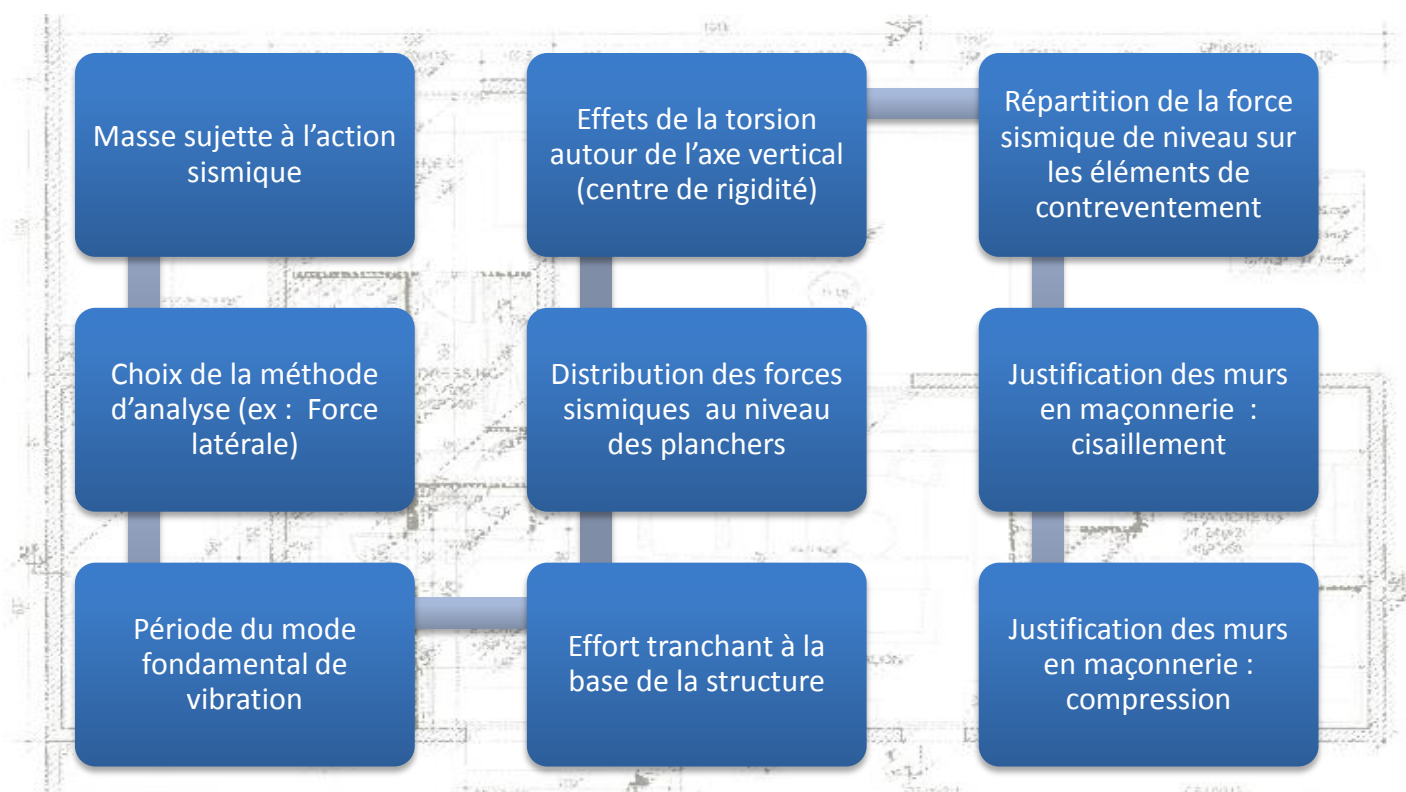 Masse sujette à l’action
sismique
Choix de la méthode
d’analyse (ex : Force
latérale)
Période du mode
fondamental de
vibration
Effort tranchant à la
base de la structure
Distribution des forces
sismiques au niveau
des planchers
Effets de la torsion
autour de l’axe vertical
(centre de rigidité)
Répartition de la force
sismique de niveau sur
les éléments de
contreventement
Justification des murs
en maçonnerie :
cisaillement
Justification des murs
en maçonnerie :
compression